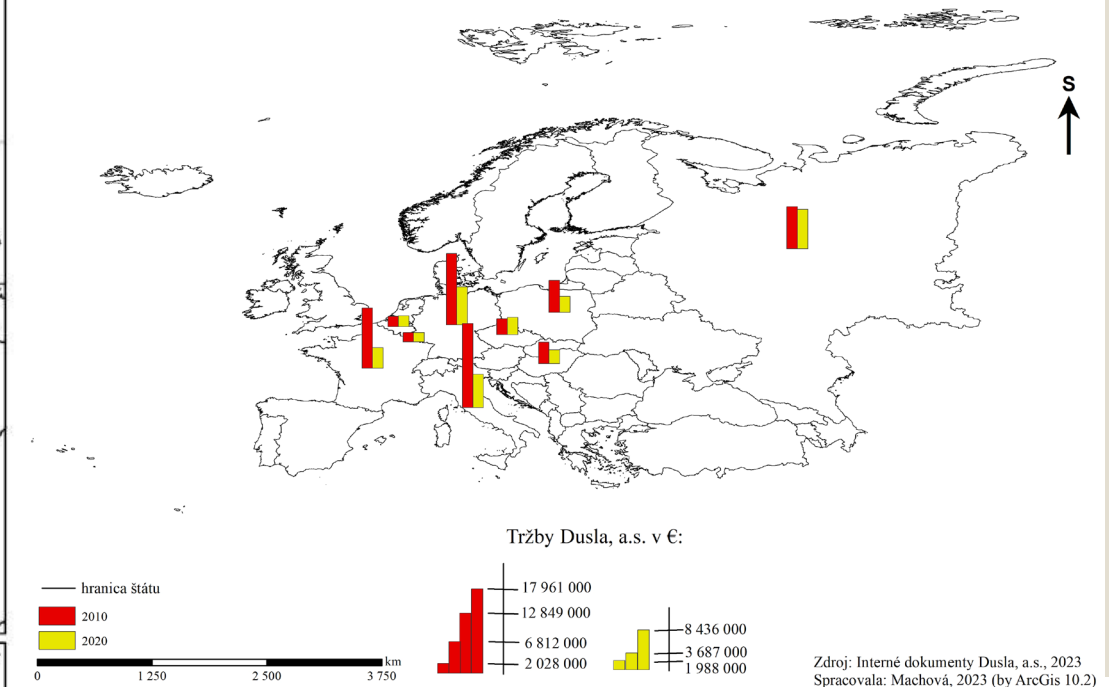 S
Tržby Dusla, a.s. v €:
hranica štátu
2010
2020
km
0 1 250 2 500 3 750
17 961 000
12 849 000
6 812 000
2 028 000
8 436 000
3 687 000
1 988 000
Zdroj: Interné dokumenty Dusla, a.s., 2023
Spracovala: Machová, 2023 (by ArcGis 10.2)